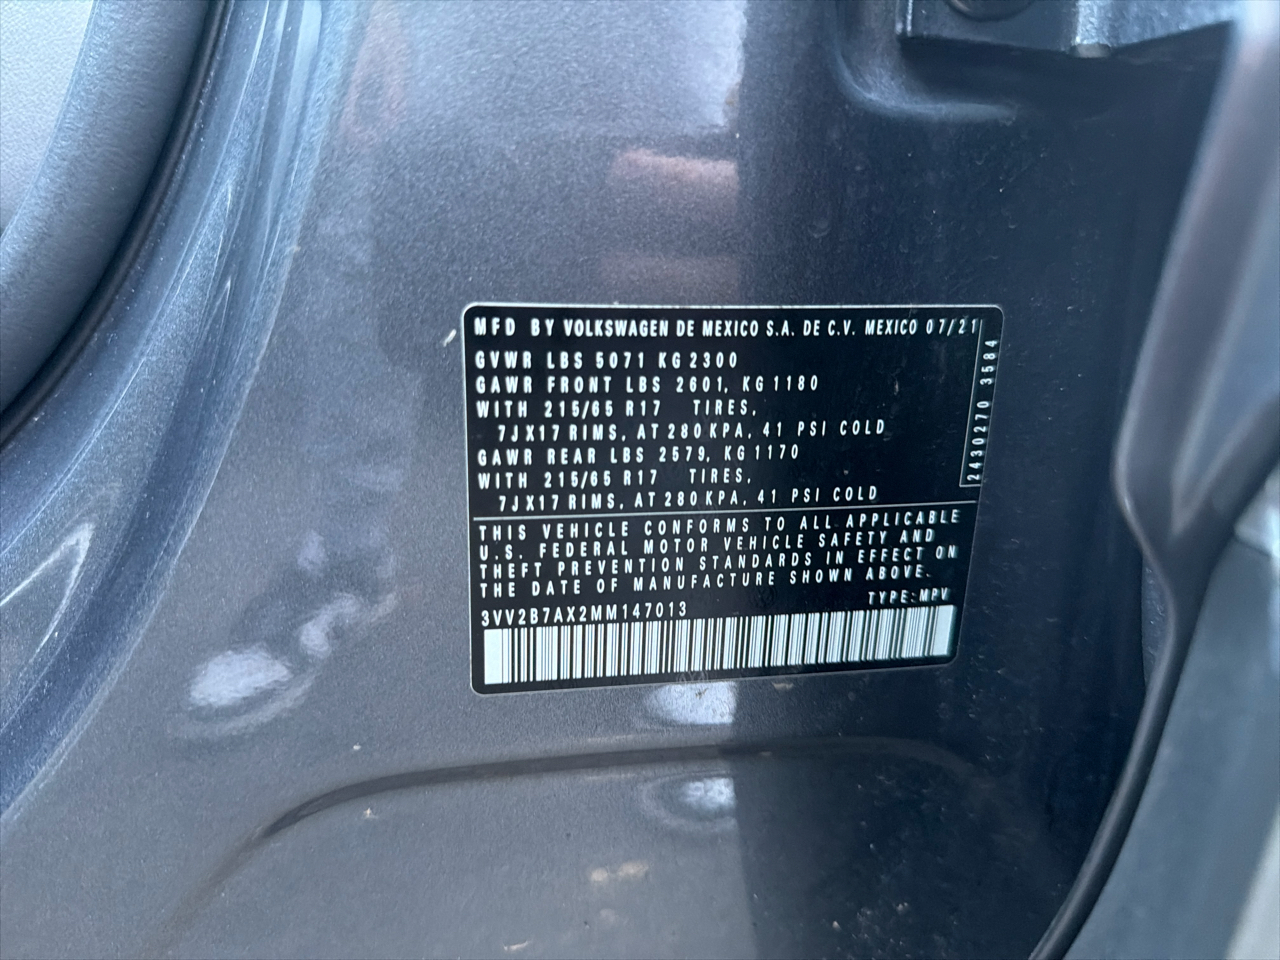 MFD BY VOLKSWAGEN DE MEXICO S.A. DE C.V. MEXICO 07/21
GVWR LBS 5071 KG 2300
GAWR FRONT LBS 2601, KG 1180
WITH 215/65 R17 TIRES,
7JX17 RIMS, AT 280 KPA, 41 PSI COLD
GAWR REAR LBS 2579, KG 1170
WITH 215/65 R17 TIRES,
7JX17 RIMS, AT 280 KPA, 41 PSI COLD
2430270 3584
THIS VEHICLE CONFORMS TO ALL APPLICABLE
U.S. FEDERAL MOTOR VEHICLE SAFETY AND
THEFT PREVENTION STANDARDS IN EFFECT ON
THE DATE OF MANUFACTURE SHOWN ABOVE.
3VV2B7AX2MM147013 TYPE: MPV